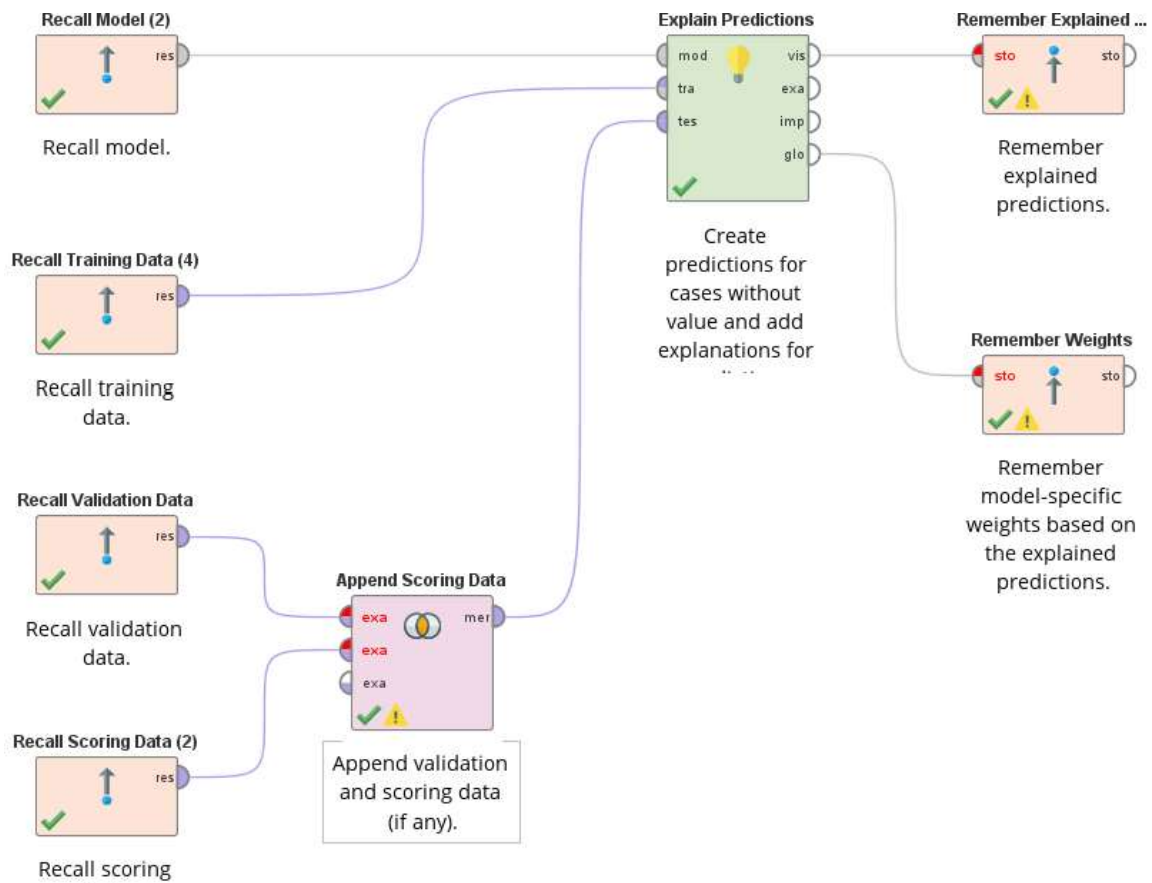 Recall Model (2)
res
Recall model.
Recall Training Data (4)
res
Recall training
data.
Recall Validation Data
res
Recall validation
data.
Recall Scoring Data (2)
res
Recall scoring
Append Scoring Data
exa
mer
exa
exa
Append validation
and scoring data
(if any).
Explain Predictions
mod
vis
tra
exa
tes
imp
glo
Create
predictions for
cases without
value and add
explanations for
Remember Explained ...
sto
sto
Remember
explained
predictions.
Remember Weights
sto
sto
Remember
model-specific
weights based on
the explained
predictions.